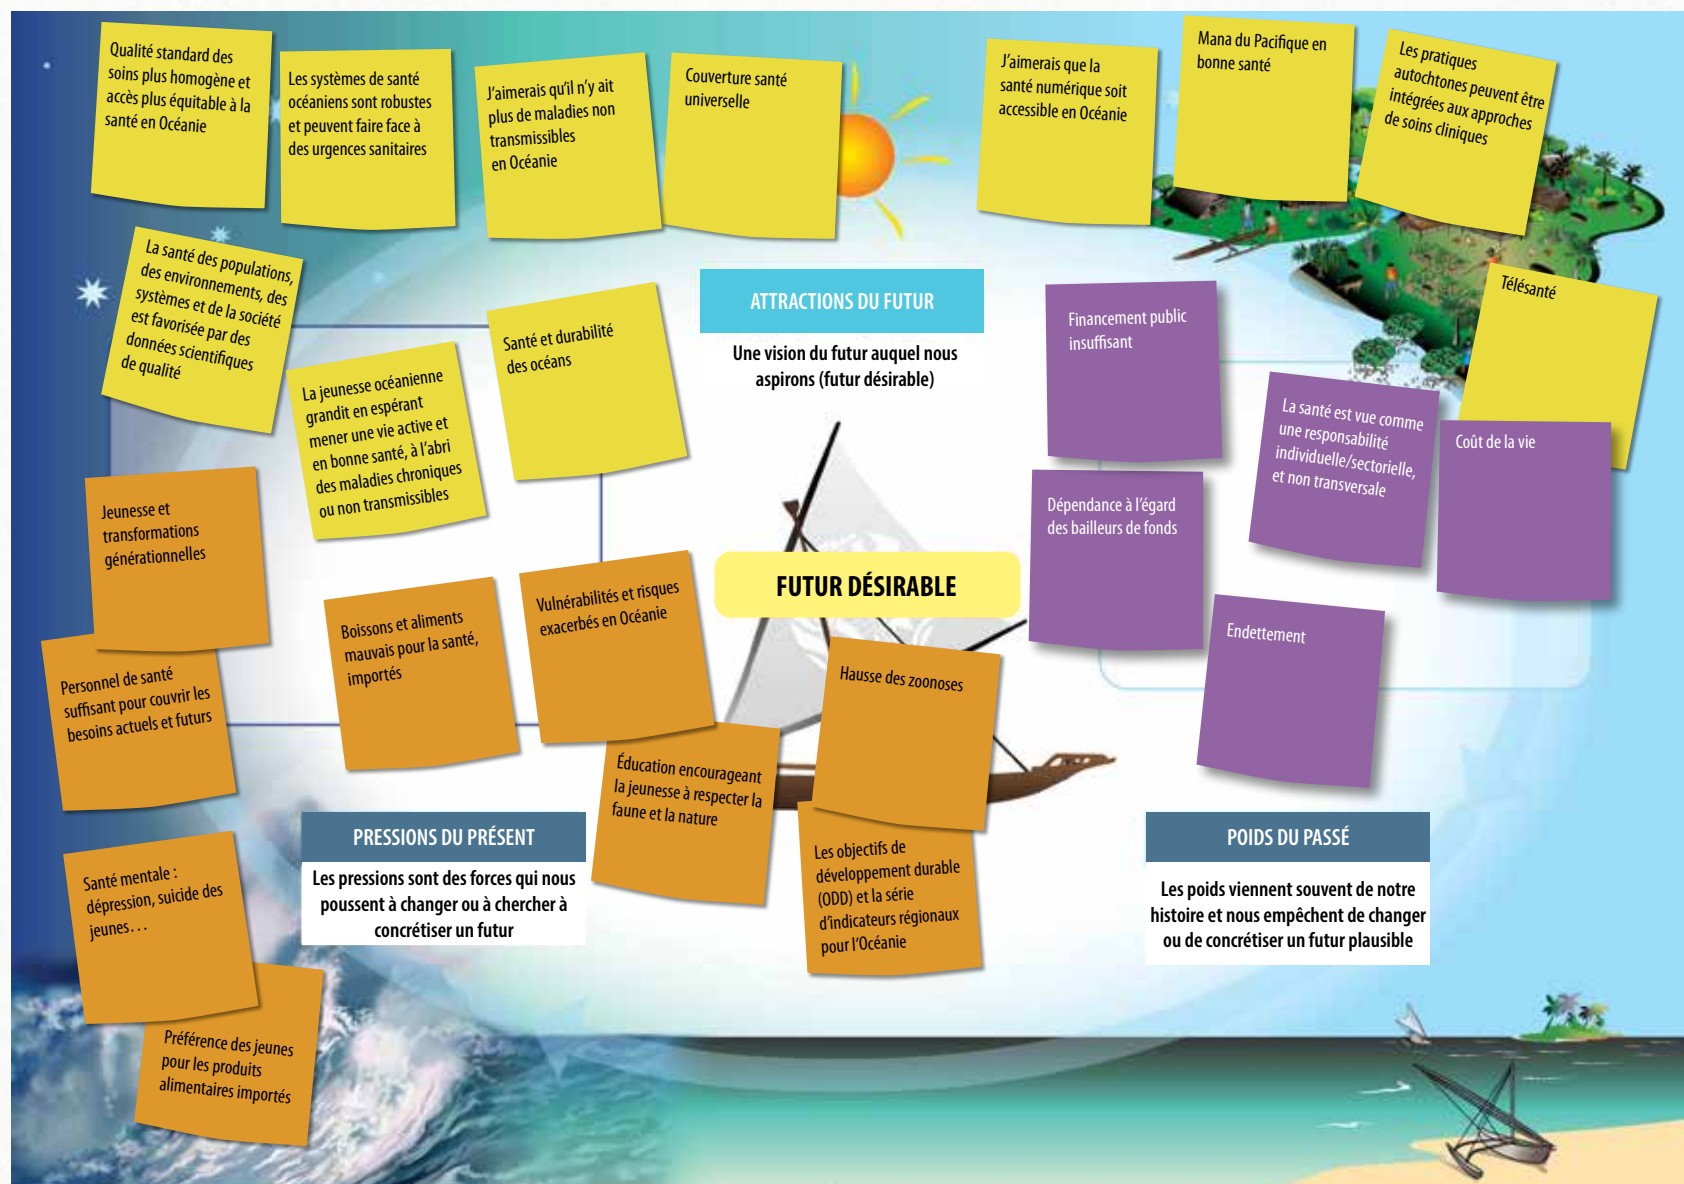 Qualité standard des
soins plus homogène et
accès plus équitable à la
santé en Océanie
Les systèmes de santé
océaniens sont robustes
et peuvent faire face à
des urgences sanitaires
J’aimerais qu’il n’y ait
plus de maladies non
transmissibles
en Océanie
Couverture santé
universelle
J’aimerais que la
santé numérique soit
accessible en Océanie
Mana du Pacifique en
bonne santé
Les pratiques
autochtones peuvent être
intégrées aux approches
de soins cliniques
La santé des populations,
des environnements, des
systèmes et de la société
est favorisée par des
données scientifiques
de qualité
La jeunesse océanienne
grandit en espérant
mener une vie active et
en bonne santé, à l’abri
des maladies chroniques
ou non transmissibles
Santé et durabilité
des océans
ATTRACTIONS DU FUTUR
Une vision du futur auquel nous
aspirons (futur désirable)
Télésanté
Financement public
insuffisant
La santé est vue comme
une responsabilité
individuelle/sectorielle,
et non transversale
Coût de la vie
Dépendance à l’égard
des bailleurs de fonds
Endettement
FUTUR DÉSIRABLE
Jeunesse et
transformations
générationnelles
Personnel de santé
suffisant pour couvrir les
besoins actuels et futurs
Boissons et aliments
mauvais pour la santé,
importés
Vulnérabilités et risques
exacerbés en Océanie
Hausse des zoonoses
Éducation encourageant
la jeunesse à respecter la
faune et la nature
Les objectifs de
développement durable
(ODD) et la série
d’indicateurs régionaux
pour l’Océanie
Santé mentale :
dépression, suicide des
jeunes…
Préférence des jeunes
pour les produits
alimentaires importés
PRESSIONS DU PRÉSENT
Les pressions sont des forces qui nous
poussent à changer ou à chercher à
concrétiser un futur
POIDS DU PASSÉ
Les poids viennent souvent de notre
histoire et nous empêchent de changer
ou de concrétiser un futur plausible